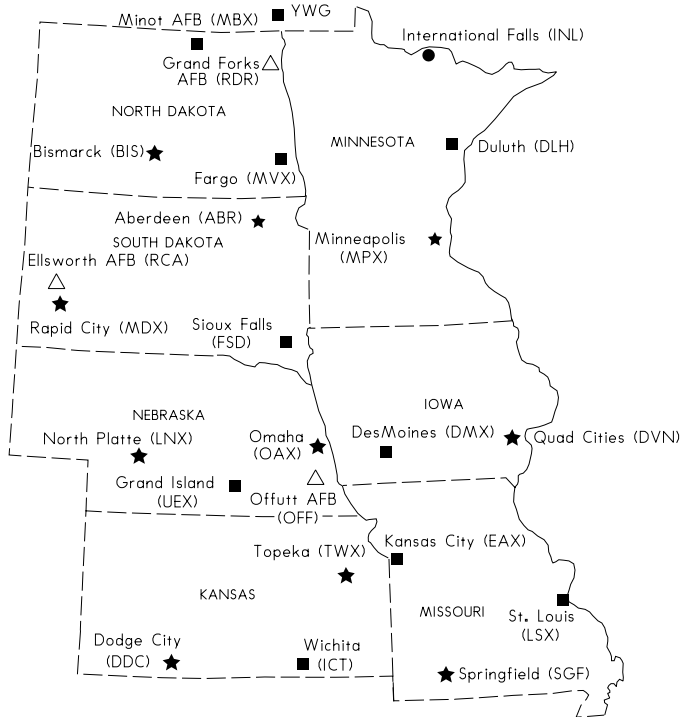 Minot AFB (MBX)
YWG
International Falls (INL)
Grand Forks
AFB (RDR)
NORTH DAKOTA
MINNESOTA
Duluth (DLH)
Bismarck (BIS)
Fargo (MVX)
Aberdeen (ABR)
SOUTH DAKOTA
Minneapolis
(MPX)
Ellsworth AFB (RCA)
Rapid City (MDX)
Sioux Falls
(FSD)
NEBRASKA
IOWA
North Platte (LNX)
Omaha
(OAX)
DesMoines (DMX)
Quad Cities (DVN)
Grand Island
(UEX)
Offutt AFB
(OFF)
Topeka (TWX)
Kansas City (EAX)
KANSAS
MISSOURI
St. Louis
(LSX)
Dodge City
(DDC)
Wichita
(ICT)
Springfield (SGF)